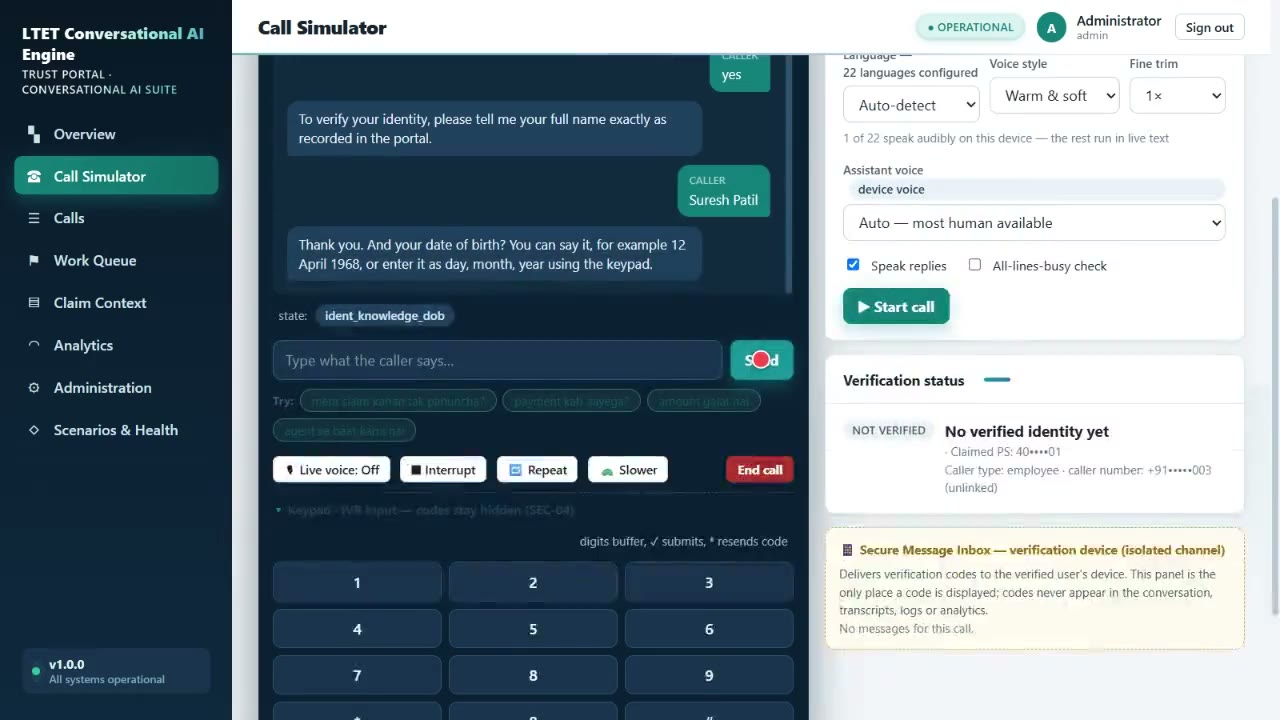 LTET Conversational AI
Engine
TRUST PORTAL ·
CONVERSATIONAL AI SUITE
Overview
Call Simulator
Calls
Work Queue
Claim Context
Analytics
Administration
Scenarios & Health
v1.0.0
All systems operational
Call Simulator
OPERATIONAL
A
Administrator
admin
Sign out
CALLER
yes
To verify your identity, please tell me your full name exactly as
recorded in the portal.
CALLER
Suresh Patil
Thank you. And your date of birth? You can say it, for example 12
April 1968, or enter it as day, month, year using the keypad.
state: ident_knowledge_dob
Type what the caller says...
Try: mera claim kahan tak pahuncha? payment kab aayega? amount galat hai
agent se baat karni hai
Live voice: Off
Interrupt
Repeat
Slower
End call
Keypad · IVR input — codes stay hidden (SEC-04)
digits buffer, ✓ submits, * resends code
1 2 3
4 5 6
7 8 9
Language —
22 languages configured
Voice style
Fine trim
Auto-detect
Warm & soft
1×
1 of 22 speak audibly on this device — the rest run in live text
Assistant voice
device voice
Auto — most human available
Speak replies
All-lines-busy check
▶ Start call
Verification status
NOT VERIFIED
No verified identity yet
· Claimed PS: 40••••01
Caller type: employee · caller number: +91•••••003
(unlinked)
Secure Message Inbox — verification device (isolated channel)
Delivers verification codes to the verified user's device. This panel is the
only place a code is displayed; codes never appear in the conversation,
transcripts, logs or analytics.
No messages for this call.